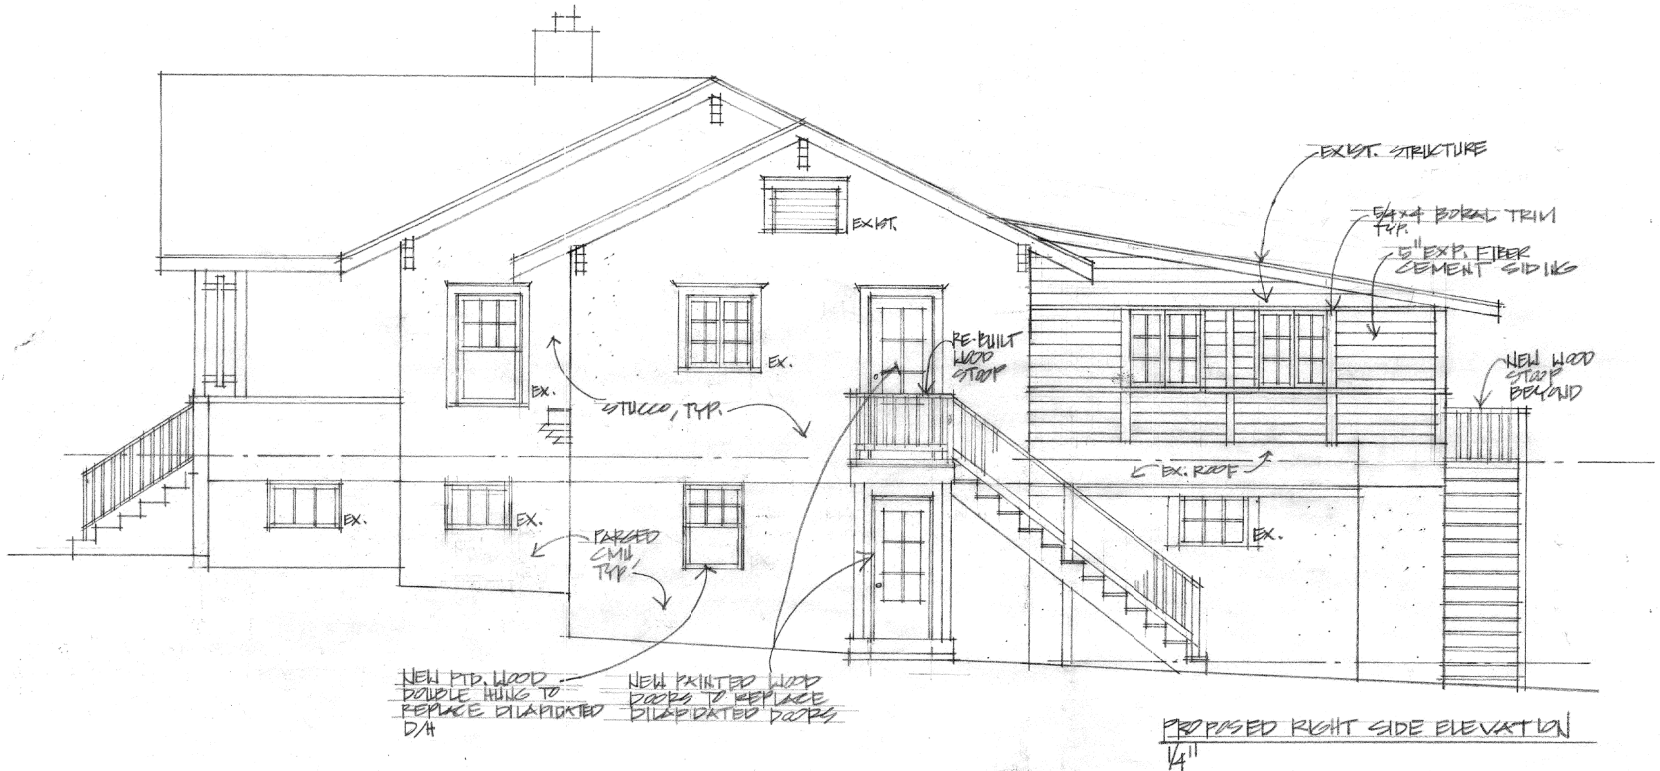 EXIST. STRUCTURE
5/4x4 BORAL TRIM
TYP.
5" EXP. FIBER
CEMENT SIDING
EXIST.
RE-BUILT
WOOD
STOOP
NEW WOOD
STOOP
BEYOND
EX.
EX.
STUCCO, TYP.
EX. ROOF
EX.
EX.
EX.
PARGED
CMU,
TYP.
NEW PTD. WOOD
DOUBLE HUNG TO
REPLACE DILAPIDATED
D/H
NEW PAINTED WOOD
DOORS TO REPLACE
DILAPIDATED DOORS
PROPOSED RIGHT SIDE ELEVATION
1/4"